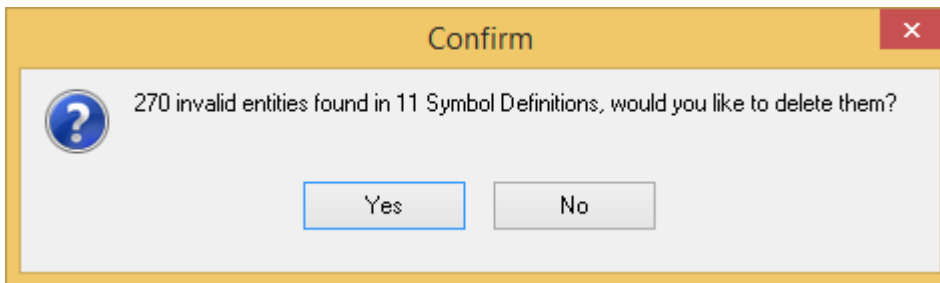 Confirm
270 invalid entities found in 11 Symbol Definitions, would you like to delete them?
Yes
No